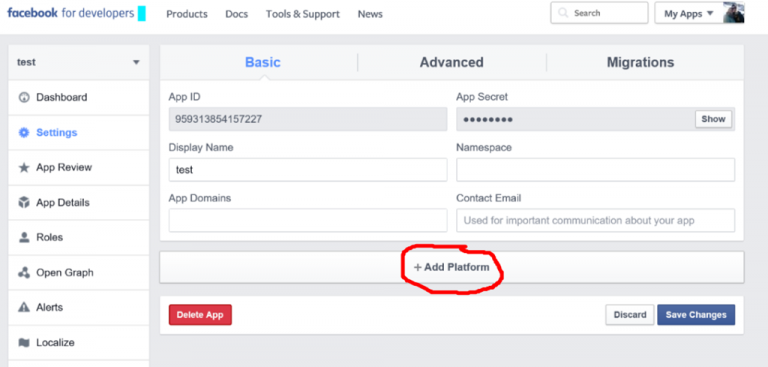 facebook for developers Products Docs Tools & Support News Search My Apps
test
Basic Advanced Migrations
Dashboard
Settings
App Review
App Details
Roles
Open Graph
Alerts
Localize
App ID App Secret
959313854157227 ●●●●●●●● Show
Display Name Namespace
test
App Domains Contact Email
Used for important communication about your app
+ Add Platform
Delete App Discard Save Changes